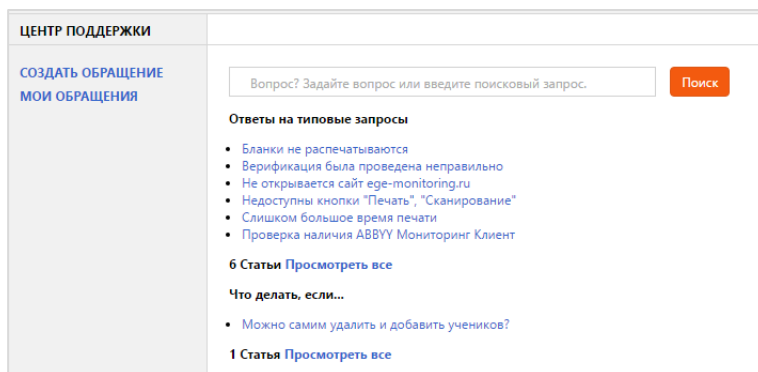 ЦЕНТР ПОДДЕРЖКИ
СОЗДАТЬ ОБРАЩЕНИЕ
МОИ ОБРАЩЕНИЯ
Вопрос? Задайте вопрос или введите поисковый запрос.
Поиск
Ответы на типовые запросы
Бланки не распечатываются
Верификация была проведена неправильно
Не открывается сайт ege-monitoring.ru
Недоступны кнопки "Печать", "Сканирование"
Слишком большое время печати
Проверка наличия ABBYY Мониторинг Клиент
6 Статьи Просмотреть все
Что делать, если...
Можно самим удалить и добавить учеников?
1 Статья Просмотреть все